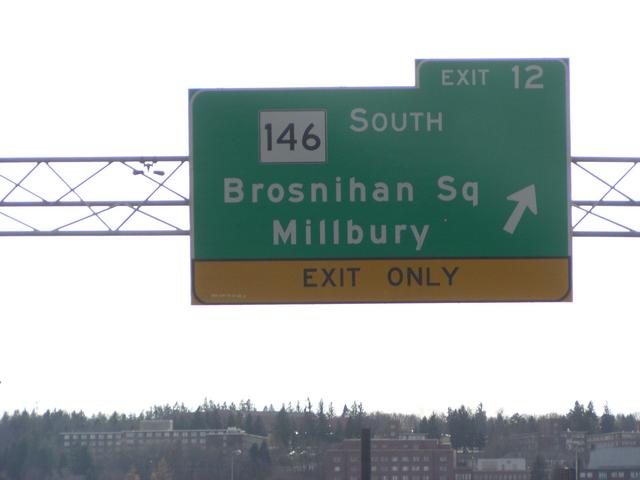 EXIT 12
146 SOUTH
Brosnihan Sq
Millbury
EXIT ONLY